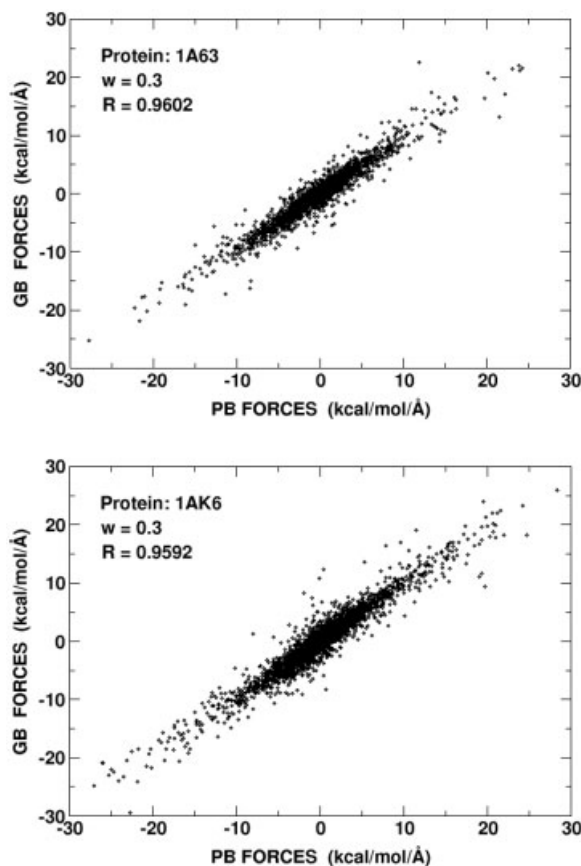 30
20
10
0
-10
-20
-30
GB FORCES (kcal/mol/Å)
Protein: 1A63
w = 0.3
R = 0.9602
-30 -20 -10 0 10 20 30
PB FORCES (kcal/mol/Å)
30
20
10
0
-10
-20
-30
GB FORCES (kcal/mol/Å)
Protein: 1AK6
w = 0.3
R = 0.9592
-30 -20 -10 0 10 20 30
PB FORCES (kcal/mol/Å)